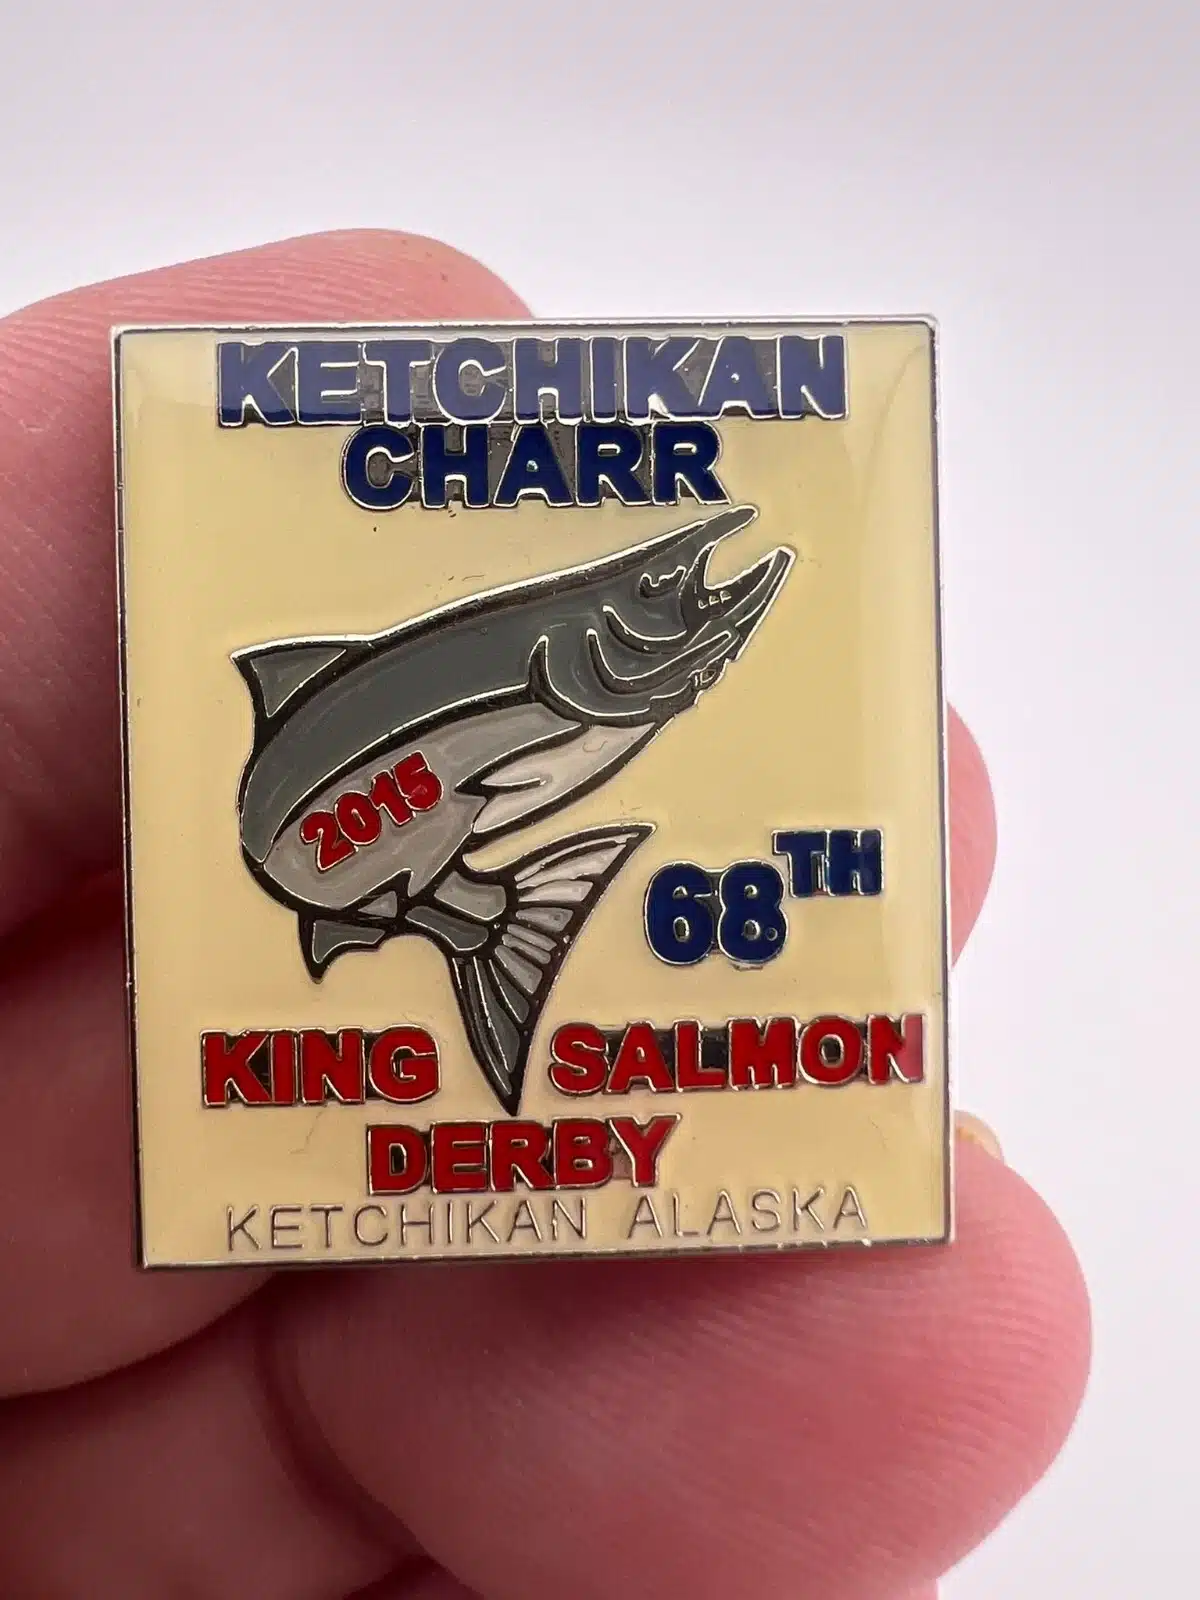 KETCHIKAN
CHARR
2015
68TH
KING SALMON
DERBY
KETCHIKAN ALASKA